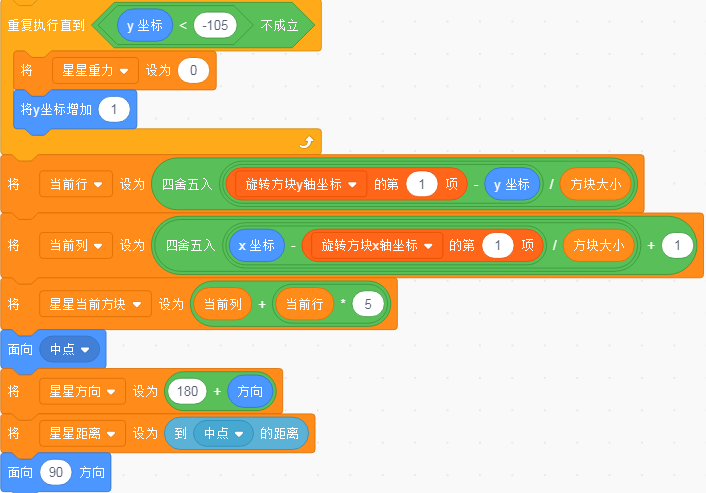 重复执行直到 y 坐标 < -105 不成立
将 星星重力 设为 0
将y坐标增加 1
将 当前行 设为 四舍五入 旋转方块y轴坐标 的第 1 项 - y 坐标 / 方块大小
将 当前列 设为 四舍五入 x 坐标 - 旋转方块x轴坐标 的第 1 项 / 方块大小 + 1
将 星星当前方块 设为 当前列 + 当前行 * 5
面向 中点
将 星星方向 设为 180 + 方向
将 星星距离 设为 到 中点 的距离
面向 90 方向